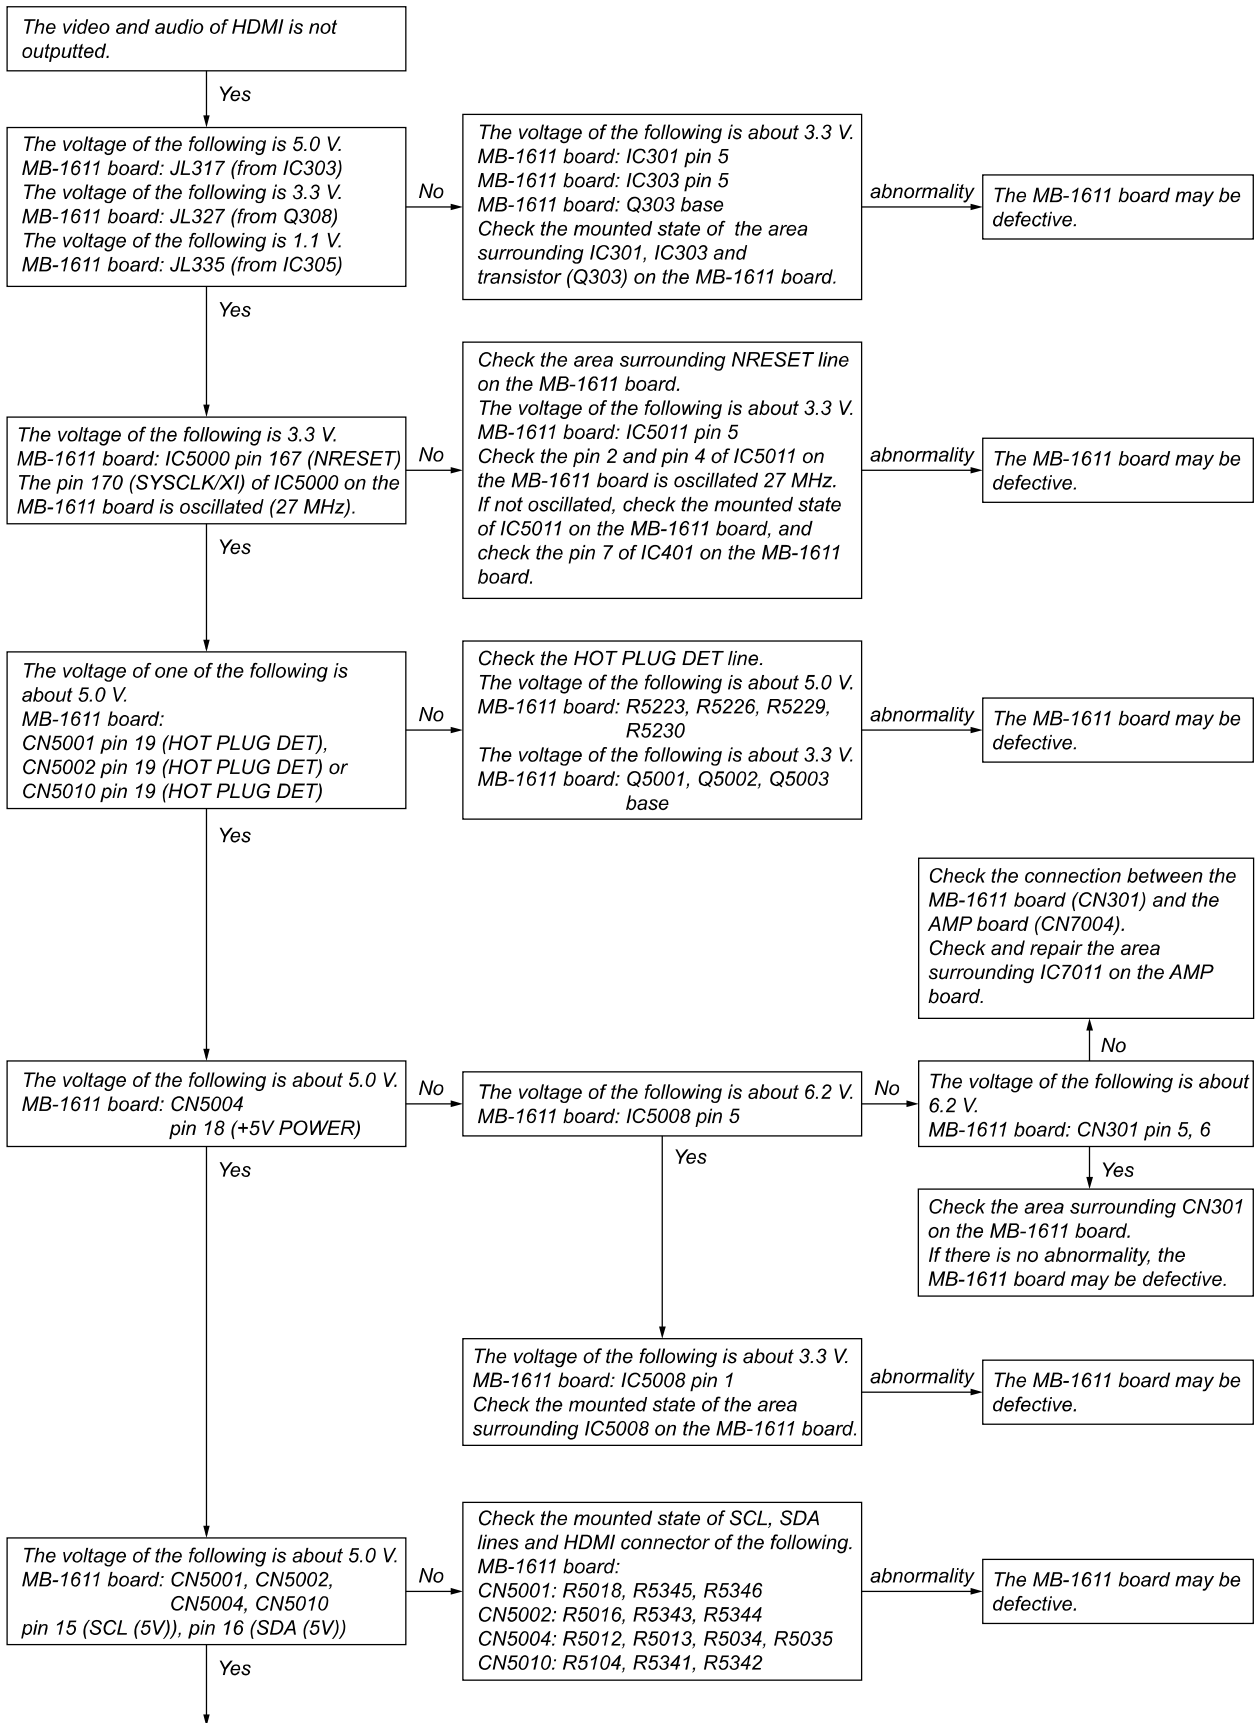 The video and audio of HDMI is not
outputted.
Yes
The voltage of the following is 5.0 V.
MB-1611 board: JL317 (from IC303)
The voltage of the following is 3.3 V.
MB-1611 board: JL327 (from Q308)
The voltage of the following is 1.1 V.
MB-1611 board: JL335 (from IC305)
No
The voltage of the following is about 3.3 V.
MB-1611 board: IC301 pin 5
MB-1611 board: IC303 pin 5
MB-1611 board: Q303 base
Check the mounted state of the area
surrounding IC301, IC303 and
transistor (Q303) on the MB-1611 board.
abnormality
The MB-1611 board may be
defective.
Yes
The voltage of the following is 3.3 V.
MB-1611 board: IC5000 pin 167 (NRESET)
The pin 170 (SYSCLK/XI) of IC5000 on the
MB-1611 board is oscillated (27 MHz).
No
Check the area surrounding NRESET line
on the MB-1611 board.
The voltage of the following is about 3.3 V.
MB-1611 board: IC5011 pin 5
Check the pin 2 and pin 4 of IC5011 on
the MB-1611 board is oscillated 27 MHz.
If not oscillated, check the mounted state
of IC5011 on the MB-1611 board, and
check the pin 7 of IC401 on the MB-1611
board.
abnormality
The MB-1611 board may be
defective.
Yes
The voltage of one of the following is
about 5.0 V.
MB-1611 board:
CN5001 pin 19 (HOT PLUG DET),
CN5002 pin 19 (HOT PLUG DET) or
CN5010 pin 19 (HOT PLUG DET)
No
Check the HOT PLUG DET line.
The voltage of the following is about 5.0 V.
MB-1611 board: R5223, R5226, R5229,
R5230
The voltage of the following is about 3.3 V.
MB-1611 board: Q5001, Q5002, Q5003
base
abnormality
The MB-1611 board may be
defective.
Yes
Check the connection between the
MB-1611 board (CN301) and the
AMP board (CN7004).
Check and repair the area
surrounding IC7011 on the AMP
board.
No
The voltage of the following is about 5.0 V.
MB-1611 board: CN5004
pin 18 (+5V POWER)
No
The voltage of the following is about 6.2 V.
MB-1611 board: IC5008 pin 5
No
The voltage of the following is about
6.2 V.
MB-1611 board: CN301 pin 5, 6
Yes
Yes
Yes
Check the area surrounding CN301
on the MB-1611 board.
If there is no abnormality, the
MB-1611 board may be defective.
The voltage of the following is about 3.3 V.
MB-1611 board: IC5008 pin 1
Check the mounted state of the area
surrounding IC5008 on the MB-1611 board.
abnormality
The MB-1611 board may be
defective.
The voltage of the following is about 5.0 V.
MB-1611 board: CN5001, CN5002,
CN5004, CN5010
pin 15 (SCL (5V)), pin 16 (SDA (5V))
No
Check the mounted state of SCL, SDA
lines and HDMI connector of the following.
MB-1611 board:
CN5001: R5018, R5345, R5346
CN5002: R5016, R5343, R5344
CN5004: R5012, R5013, R5034, R5035
CN5010: R5104, R5341, R5342
abnormality
The MB-1611 board may be
defective.
Yes